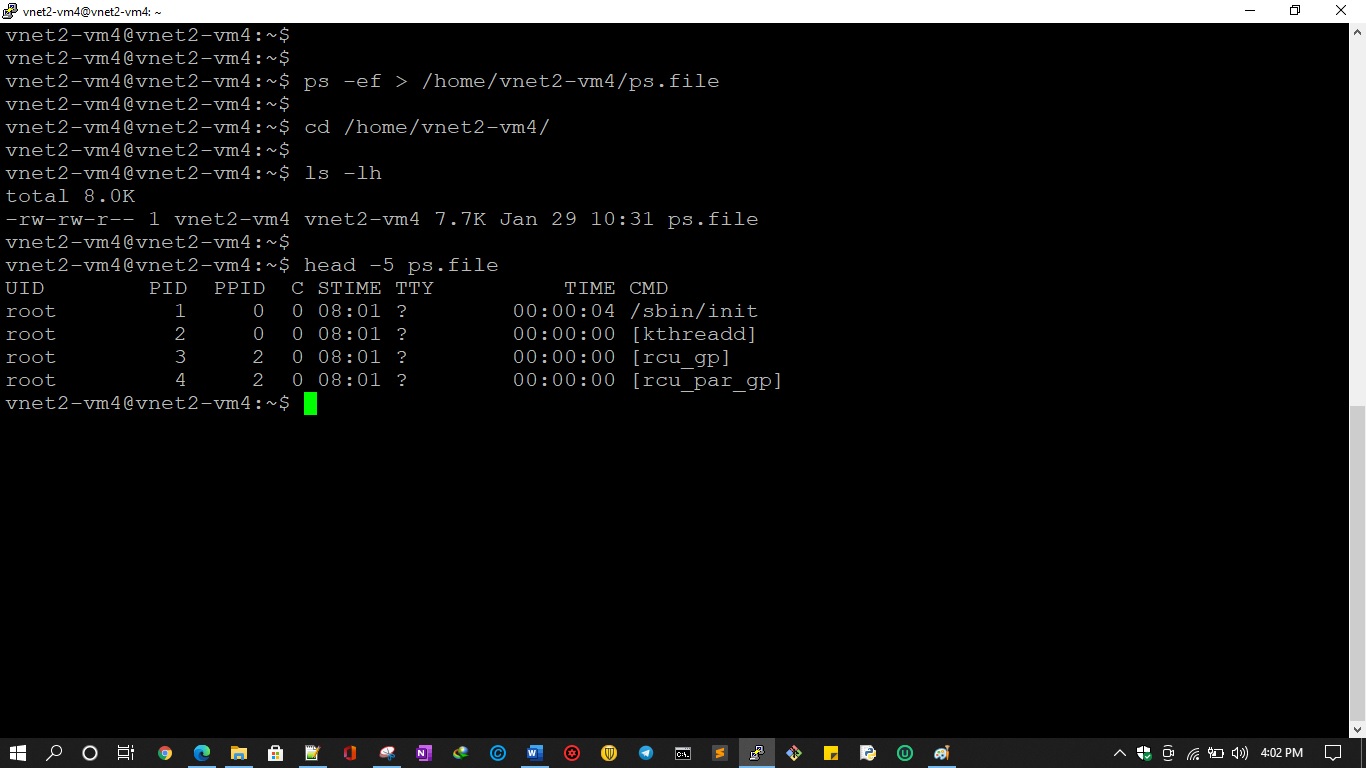 vnet2-vm4@vnet2-vm4: ~
vnet2-vm4@vnet2-vm4:~$
vnet2-vm4@vnet2-vm4:~$
vnet2-vm4@vnet2-vm4:~$ ps -ef > /home/vnet2-vm4/ps.file
vnet2-vm4@vnet2-vm4:~$
vnet2-vm4@vnet2-vm4:~$ cd /home/vnet2-vm4/
vnet2-vm4@vnet2-vm4:~$
vnet2-vm4@vnet2-vm4:~$ ls -lh
total 8.0K
-rw-rw-r-- 1 vnet2-vm4 vnet2-vm4 7.7K Jan 29 10:31 ps.file
vnet2-vm4@vnet2-vm4:~$
vnet2-vm4@vnet2-vm4:~$ head -5 ps.file
UID        PID  PPID  C STIME TTY          TIME CMD
root         1     0  0 08:01 ?        00:00:04 /sbin/init
root         2     0  0 08:01 ?        00:00:00 [kthreadd]
root         3     2  0 08:01 ?        00:00:00 [rcu_gp]
root         4     2  0 08:01 ?        00:00:00 [rcu_par_gp]
vnet2-vm4@vnet2-vm4:~$
4:02 PM